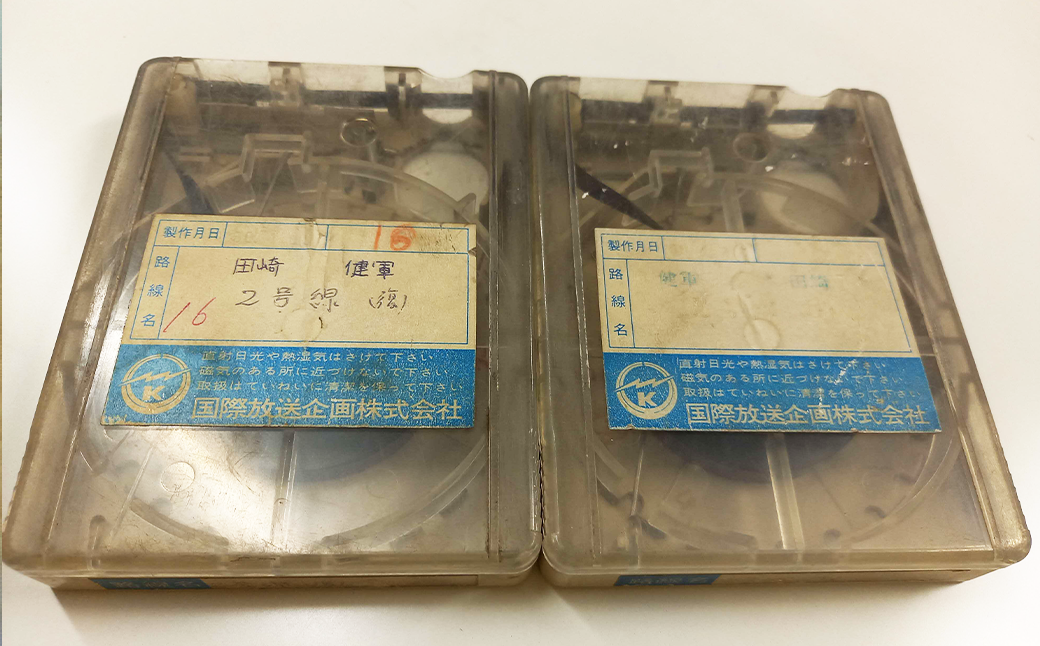 製作月日
16
路線名
田崎 健軍
2号線 (復)
16
直射日光や熱湿気はさけて下さい
磁気のある所に近づけないで下さい
取扱はていねいに清潔を保って下さい
K
国際放送企画株式会社
製作月日
路線名
健軍 田崎
直射日光や熱湿気はさけて下さい
磁気のある所に近づけないで下さい
取扱はていねいに清潔を保って下さい
K
国際放送企画株式会社